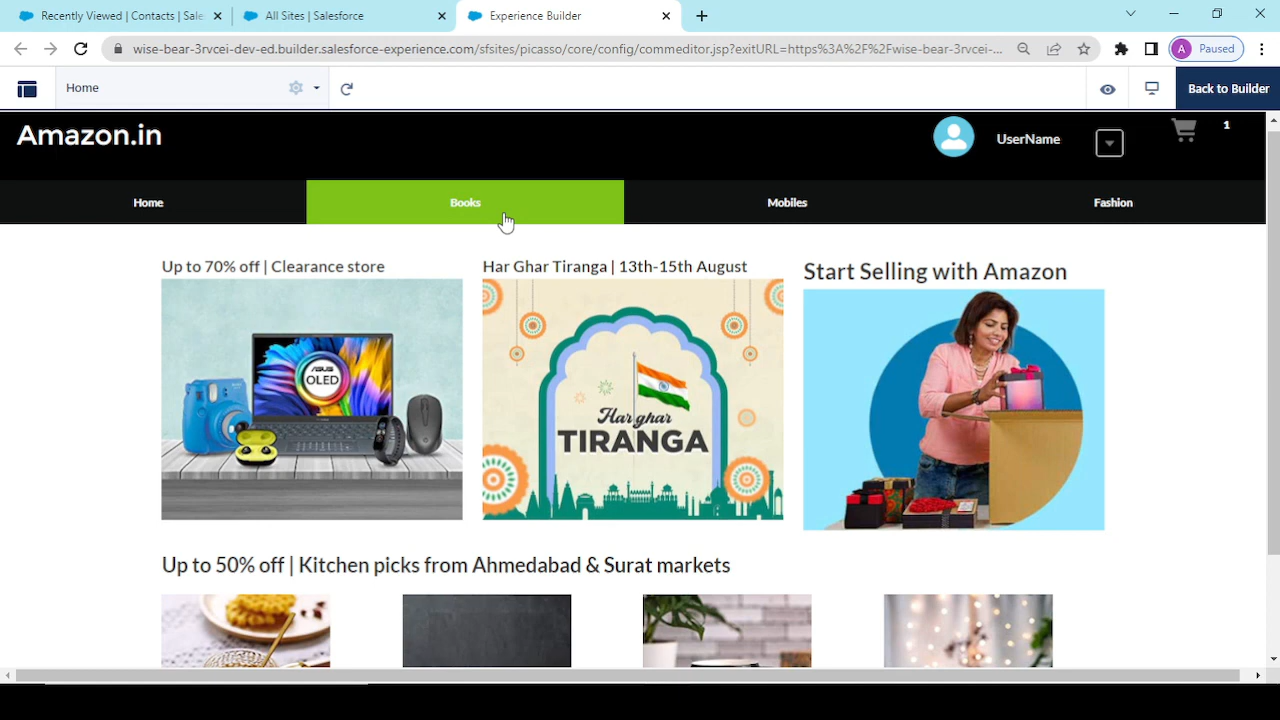 Recently Viewed | Contacts | Sale
All Sites | Salesforce
Experience Builder
wise-bear-3rvcei-dev-ed.builder.salesforce-experience.com/sfsites/picasso/core/config/commeditor.jsp?exitURL=https%3A%2F%2Fwise-bear-3rvcei-...
A Paused
Home
Back to Builder
Amazon.in
UserName
1
Home Books Mobiles Fashion
Up to 70% off | Clearance store
Har Ghar Tiranga | 13th-15th August
Start Selling with Amazon
ASUS
OLED
Har ghar
TIRANGA
Up to 50% off | Kitchen picks from Ahmedabad & Surat markets